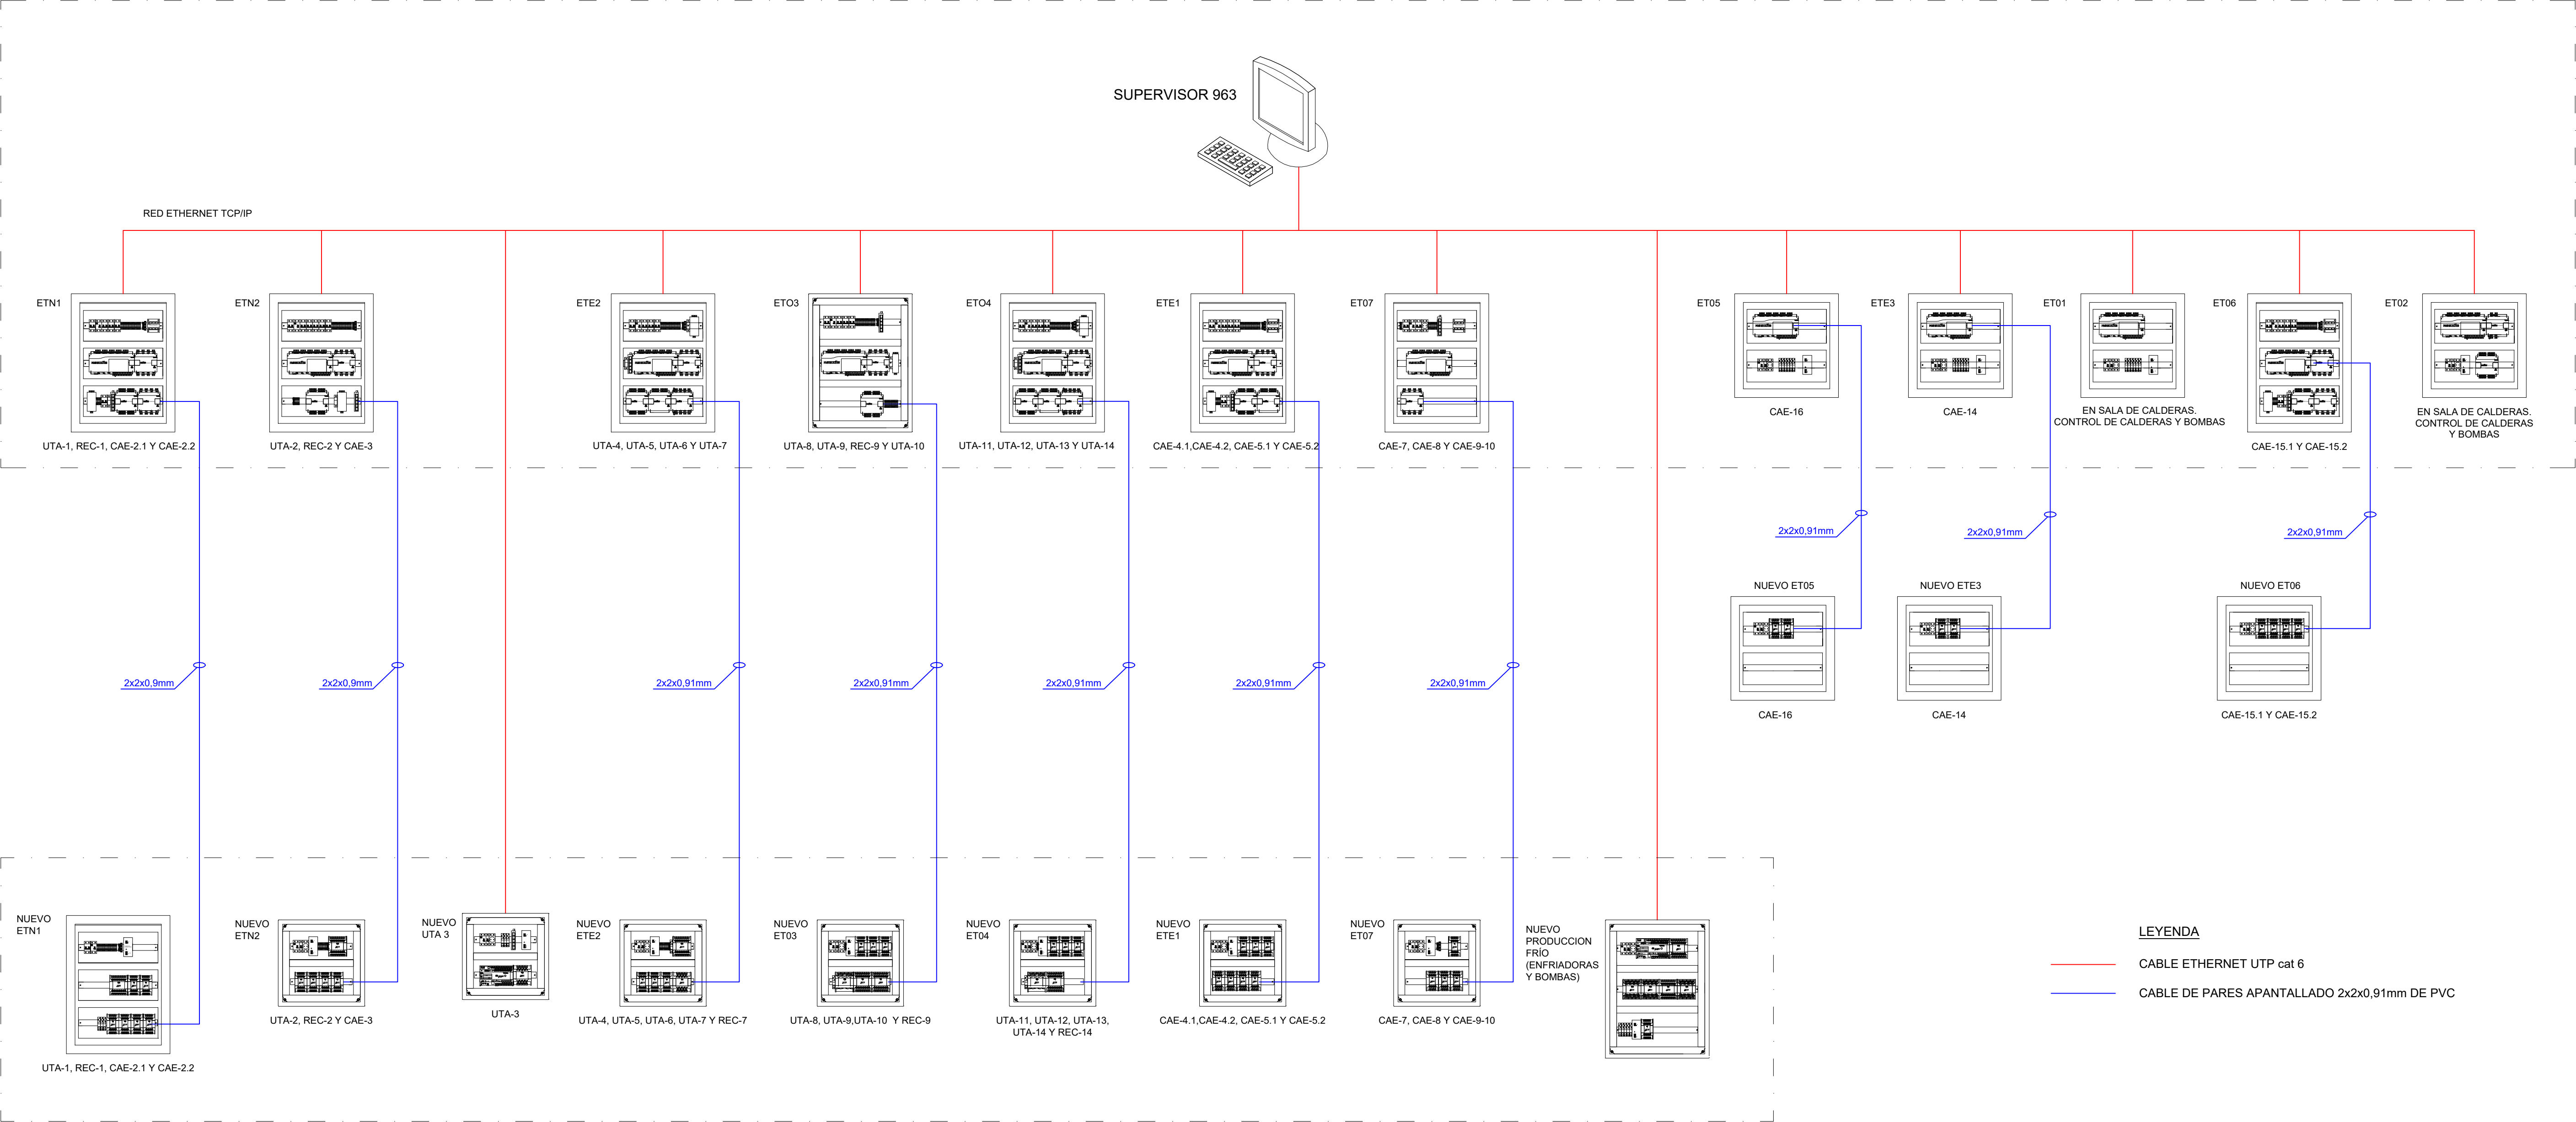 SUPERVISOR 963
RED ETHERNET TCP/IP
ETN1
UTA-1, REC-1, CAE-2.1 Y CAE-2.2
ETN2
UTA-2, REC-2 Y CAE-3
ETE2
UTA-4, UTA-5, UTA-6 Y UTA-7
ETO3
UTA-8, UTA-9, REC-9 Y UTA-10
ETO4
UTA-11, UTA-12, UTA-13 Y UTA-14
ETE1
CAE-4.1,CAE-4.2, CAE-5.1 Y CAE-5.2
ET07
CAE-7, CAE-8 Y CAE-9-10
ET05
CAE-16
ETE3
CAE-14
ET01
EN SALA DE CALDERAS.
CONTROL DE CALDERAS Y BOMBAS
ET06
CAE-15.1 Y CAE-15.2
ET02
EN SALA DE CALDERAS.
CONTROL DE CALDERAS
Y BOMBAS
2x2x0,91mm
2x2x0,91mm
2x2x0,91mm
NUEVO ET05
CAE-16
NUEVO ETE3
CAE-14
NUEVO ET06
CAE-15.1 Y CAE-15.2
2x2x0,9mm
2x2x0,9mm
2x2x0,91mm
2x2x0,91mm
2x2x0,91mm
2x2x0,91mm
2x2x0,91mm
NUEVO
ETN1
UTA-1, REC-1, CAE-2.1 Y CAE-2.2
NUEVO
ETN2
UTA-2, REC-2 Y CAE-3
NUEVO
UTA 3
UTA-3
NUEVO
ETE2
UTA-4, UTA-5, UTA-6, UTA-7 Y REC-7
NUEVO
ET03
UTA-8, UTA-9,UTA-10 Y REC-9
NUEVO
ET04
UTA-11, UTA-12, UTA-13,
UTA-14 Y REC-14
NUEVO
ETE1
CAE-4.1,CAE-4.2, CAE-5.1 Y CAE-5.2
NUEVO
ET07
CAE-7, CAE-8 Y CAE-9-10
NUEVO
PRODUCCION
FRÍO
(ENFRIADORAS
Y BOMBAS)
LEYENDA
CABLE ETHERNET UTP cat 6
CABLE DE PARES APANTALLADO 2x2x0,91mm DE PVC